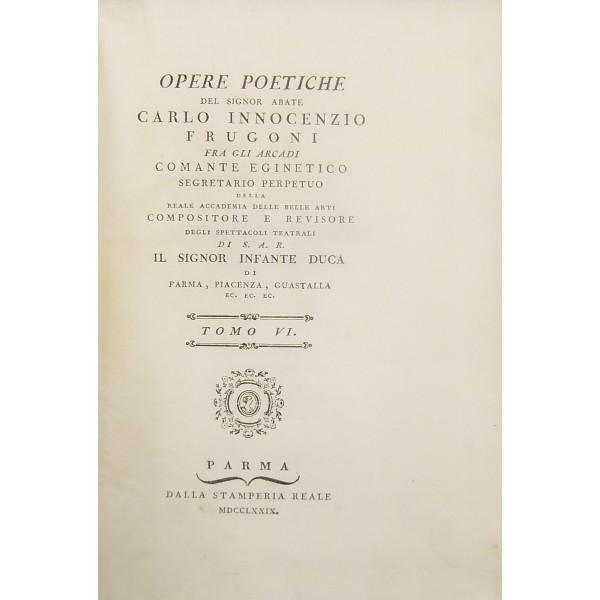 OPERE POETICHE
DEL SIGNOR ABATE
CARLO INNOCENZIO
FRUGONI
FRA GLI ARCADI
COMANTE EGINETICO
SEGRETARIO PERPETUO
DELLA
REALE ACCADEMIA DELLE BELLE ARTI
COMPOSITORE E REVISORE
DEGLI SPETTACOLI TEATRALI
DI S. A. R.
IL SIGNOR INFANTE DUCA
DI
PARMA, PIACENZA, GUASTALLA
EC. EC. EC.
TOMO VI.
PARMA
DALLA STAMPERIA REALE
MDCCLXXIX.